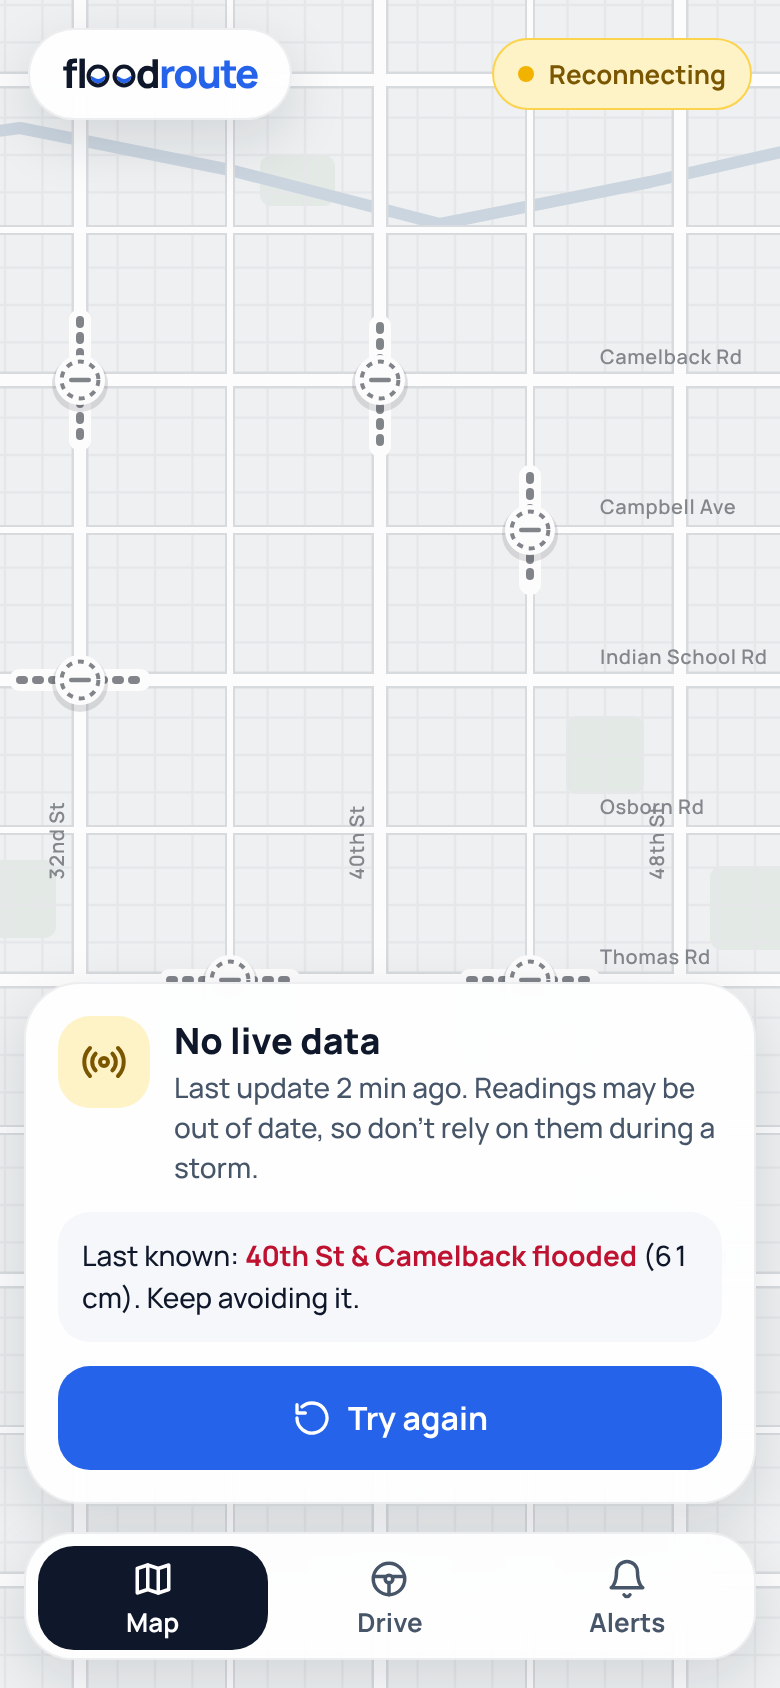 floodroute
Reconnecting
Camelback Rd
Campbell Ave
Indian School Rd
Osborn Rd
32nd St
40th St
48th St
Thomas Rd
No live data
Last update 2 min ago. Readings may be
out of date, so don’t rely on them during a
storm.
Last known: 40th St & Camelback flooded (61
cm). Keep avoiding it.
Try again
Map
Drive
Alerts